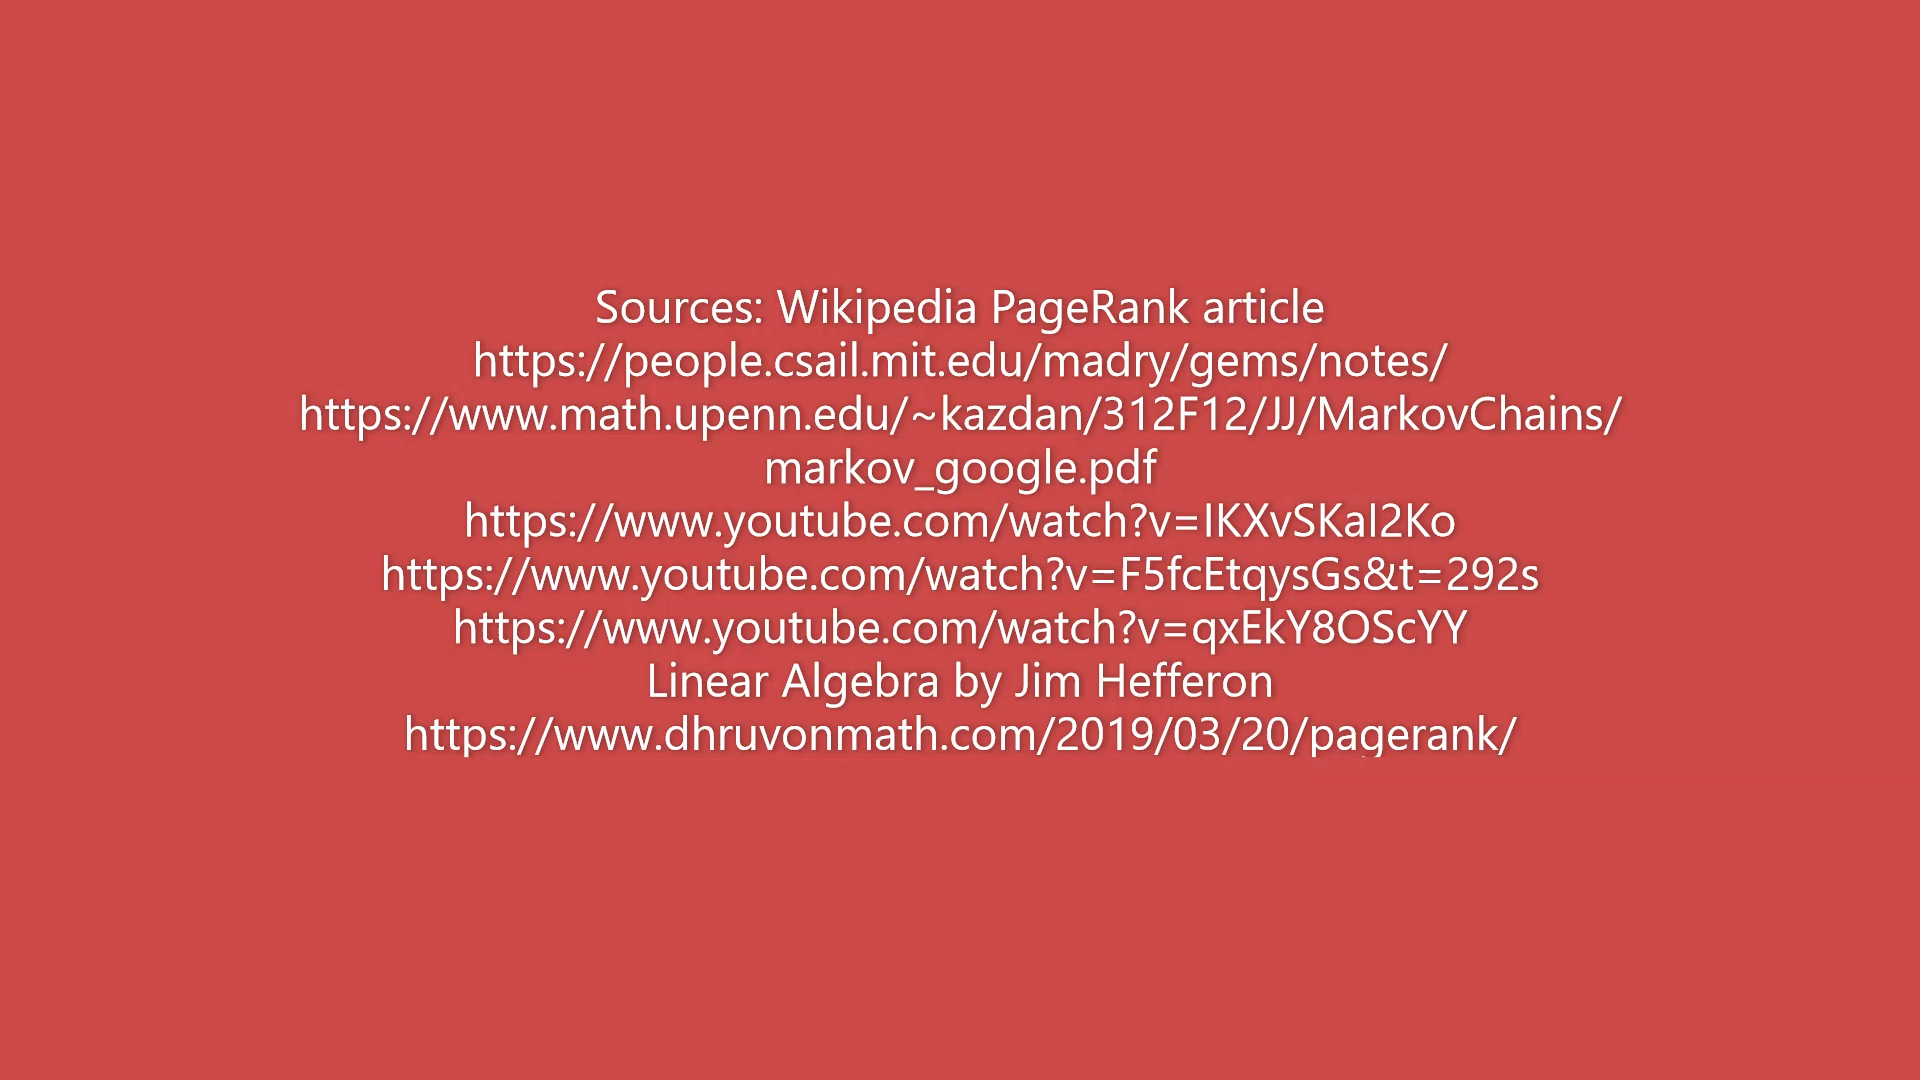 Sources: Wikipedia PageRank article
https://people.csail.mit.edu/madry/gems/notes/
https://www.math.upenn.edu/~kazdan/312F12/JJ/MarkovChains/
markov_google.pdf
https://www.youtube.com/watch?v=IKXvSKaI2Ko
https://www.youtube.com/watch?v=F5fcEtqysGs&t=292s
https://www.youtube.com/watch?v=qxEkY8OScYY
Linear Algebra by Jim Hefferon
https://www.dhruvonmath.com/2019/03/20/pagerank/